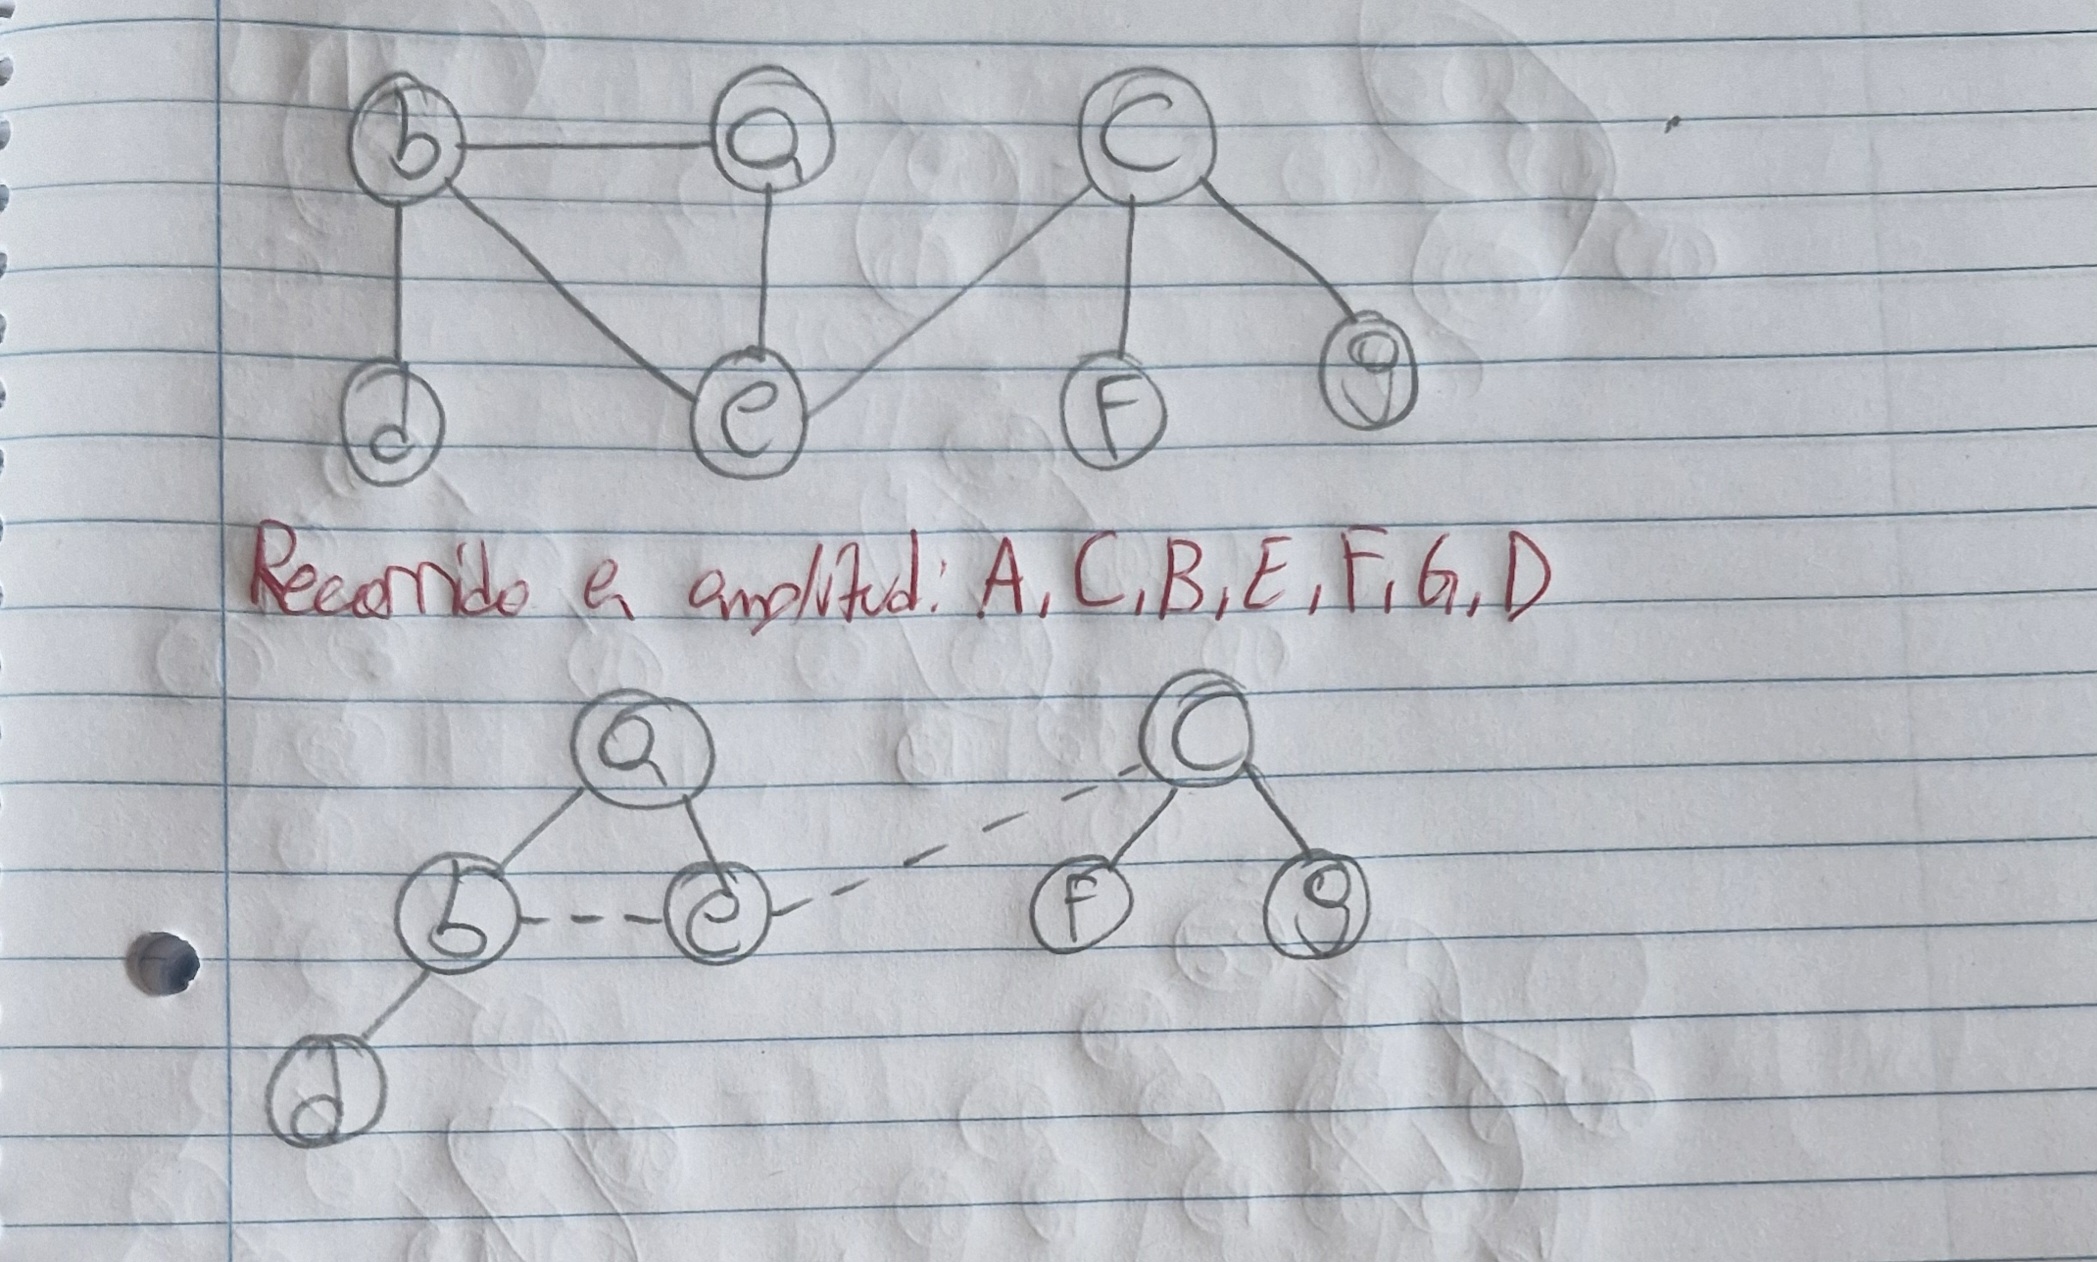 b a C
d e F g
Recorrido en amplitud: A, C, B, E, F, G, D
a C
b e F g
d